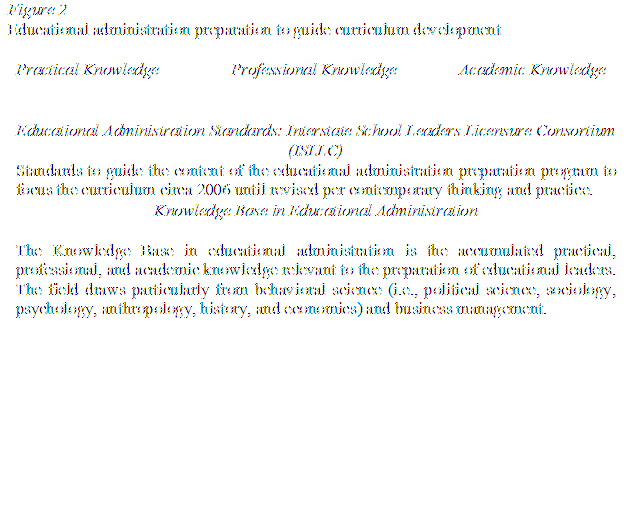 Figure 2
Educational administration preparation to guide curriculum development
Practical Knowledge Professional Knowledge Academic Knowledge
Educational Administration Standards: Interstate School Leaders Licensure Consortium
(ISLLC)
Standards to guide the content of the educational administration preparation program to
focus the curriculum circa 2006 until revised per contemporary thinking and practice.
Knowledge Base in Educational Administration
The Knowledge Base in educational administration is the accumulated practical,
professional, and academic knowledge relevant to the preparation of educational leaders.
The field draws particularly from behavioral science (i.e., political science, sociology,
psychology, anthropology, history, and economics) and business management.